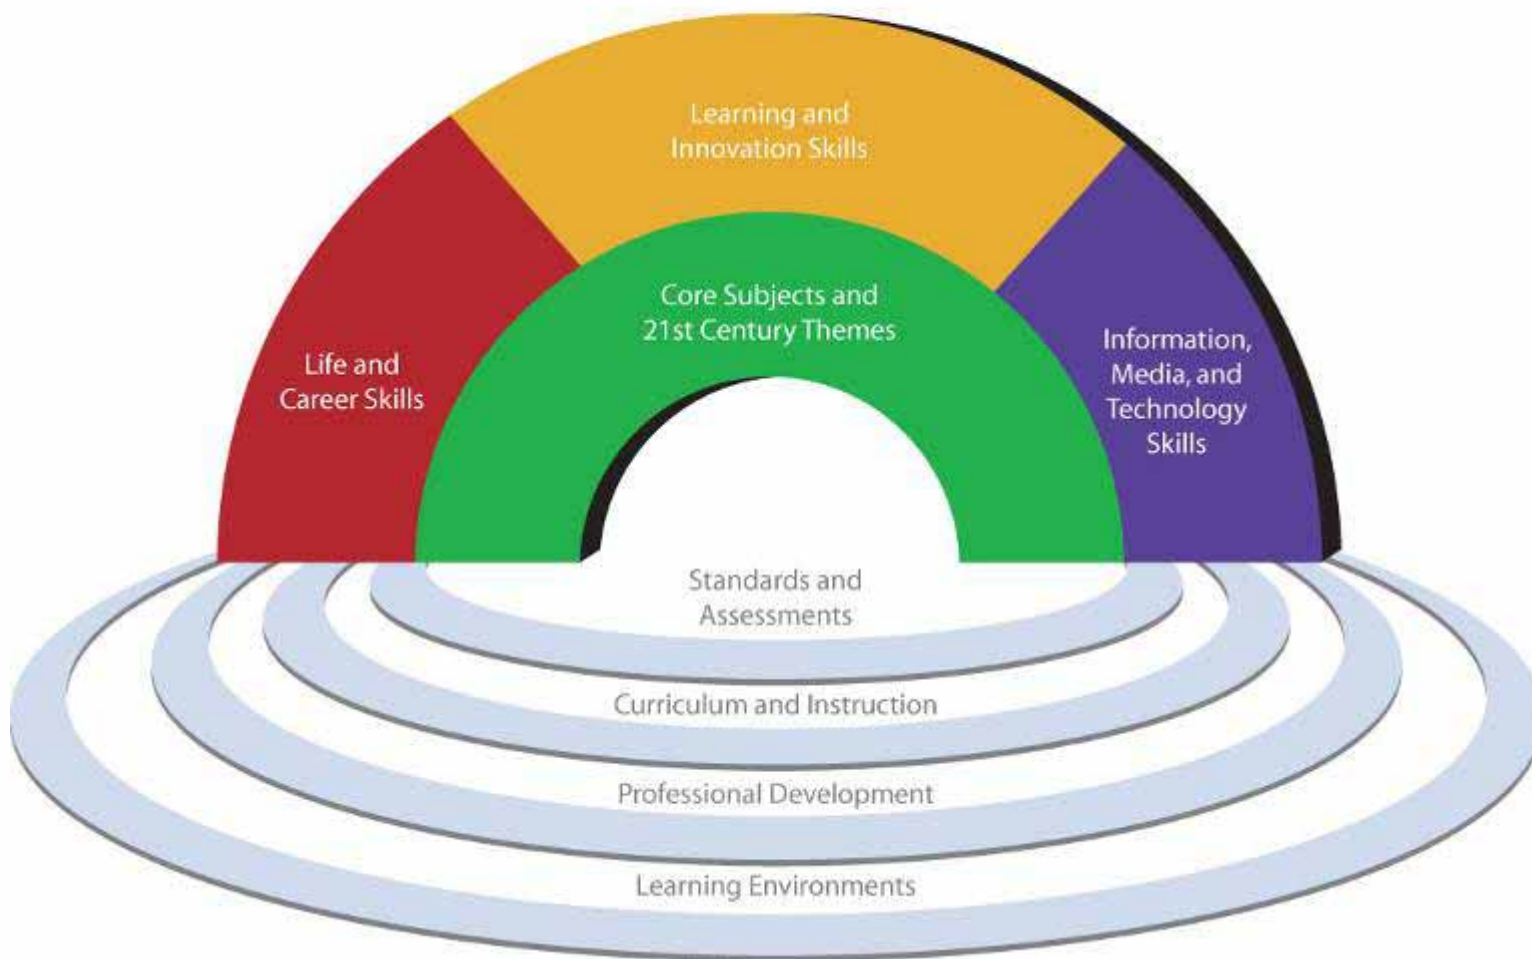 Learning and
Innovation Skills
Core Subjects and
21st Century Themes
Life and
Career Skills
Information,
Media, and
Technology
Skills
Standards and
Assessments
Curriculum and Instruction
Professional Development
Learning Environments